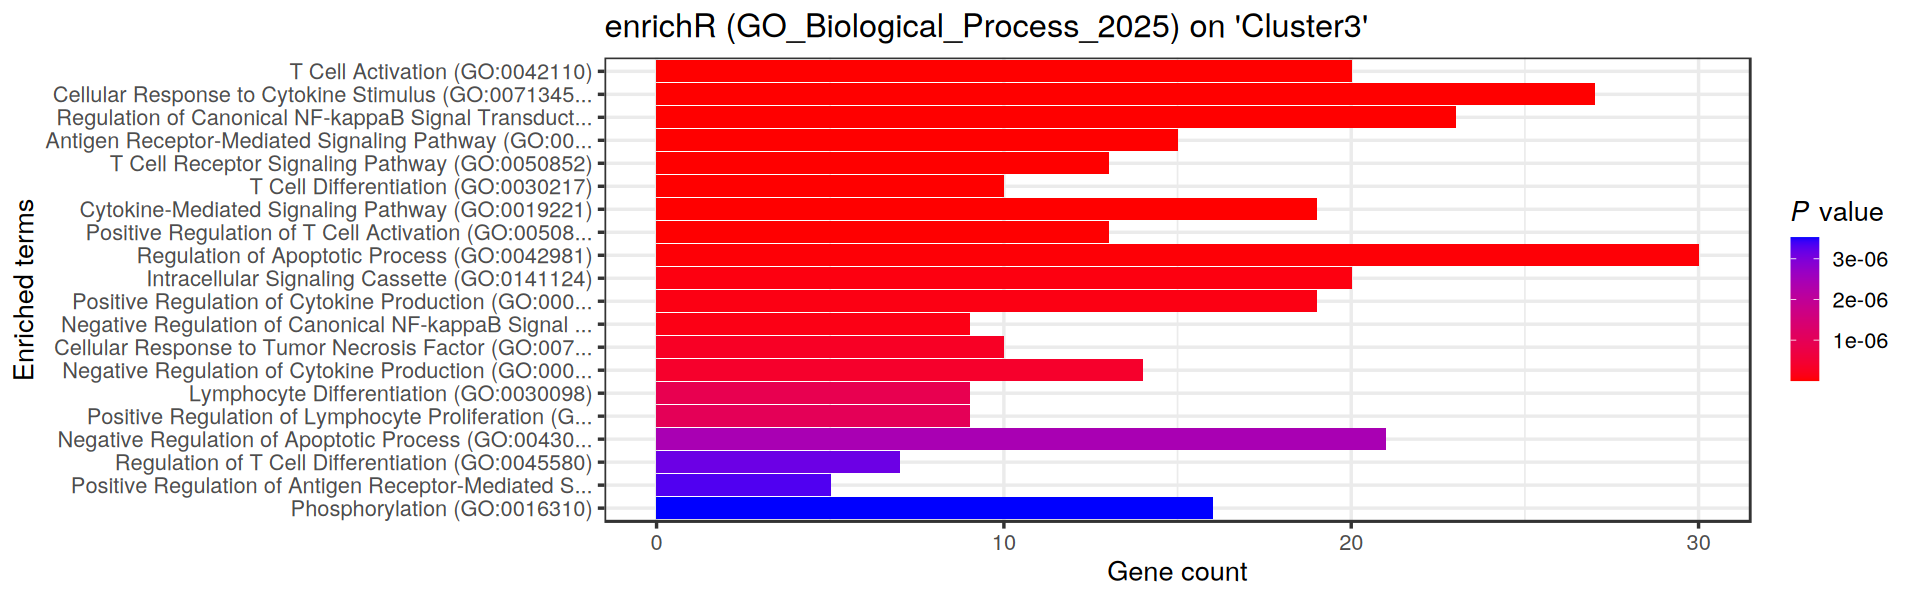 enrichR (GO_Biological_Process_2025) on 'Cluster3'
T Cell Activation (GO:0042110)
Cellular Response to Cytokine Stimulus (GO:0071345...
Regulation of Canonical NF-kappaB Signal Transduct...
Antigen Receptor-Mediated Signaling Pathway (GO:00...
T Cell Receptor Signaling Pathway (GO:0050852)
T Cell Differentiation (GO:0030217)
Cytokine-Mediated Signaling Pathway (GO:0019221)
Positive Regulation of T Cell Activation (GO:00508...
Regulation of Apoptotic Process (GO:0042981)
Intracellular Signaling Cassette (GO:0141124)
Positive Regulation of Cytokine Production (GO:000...
Negative Regulation of Canonical NF-kappaB Signal ...
Cellular Response to Tumor Necrosis Factor (GO:007...
Negative Regulation of Cytokine Production (GO:000...
Lymphocyte Differentiation (GO:0030098)
Positive Regulation of Lymphocyte Proliferation (G...
Negative Regulation of Apoptotic Process (GO:00430...
Regulation of T Cell Differentiation (GO:0045580)
Positive Regulation of Antigen Receptor-Mediated S...
Phosphorylation (GO:0016310)
Enriched terms
0 10 20 30
Gene count
P value
3e-06
2e-06
1e-06